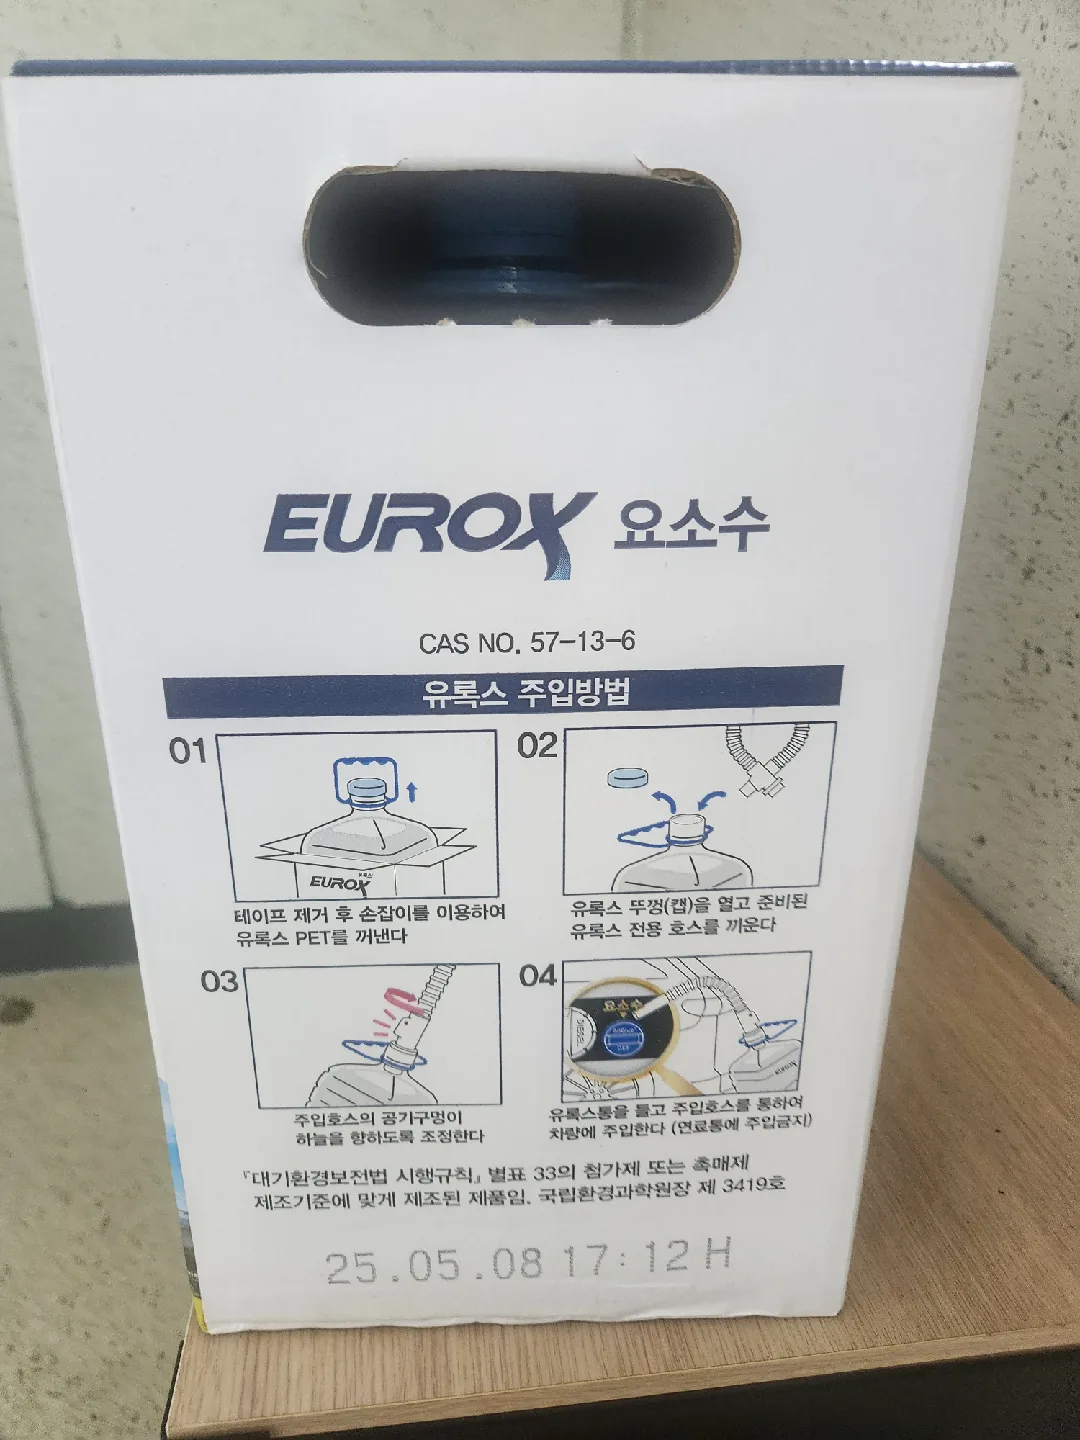 EUROX 요소수
CAS NO. 57-13-6
유록스 주입방법
01
EUROX
테이프 제거 후 손잡이를 이용하여
유록스 PET를 꺼낸다
02
유록스 뚜껑(캡)을 열고 준비된
유록스 전용 호스를 끼운다
03
주입호스의 공기구멍이
하늘을 향하도록 조정한다
04
요소수
DIESEL
유록스통을 들고 주입호스를 통하여
차량에 주입한다 (연료통에 주입금지)
『대기환경보전법 시행규칙』 별표 33의 첨가제 또는 촉매제
제조기준에 맞게 제조된 제품임. 국립환경과학원장 제 3419호
25.05.08 17:12 H